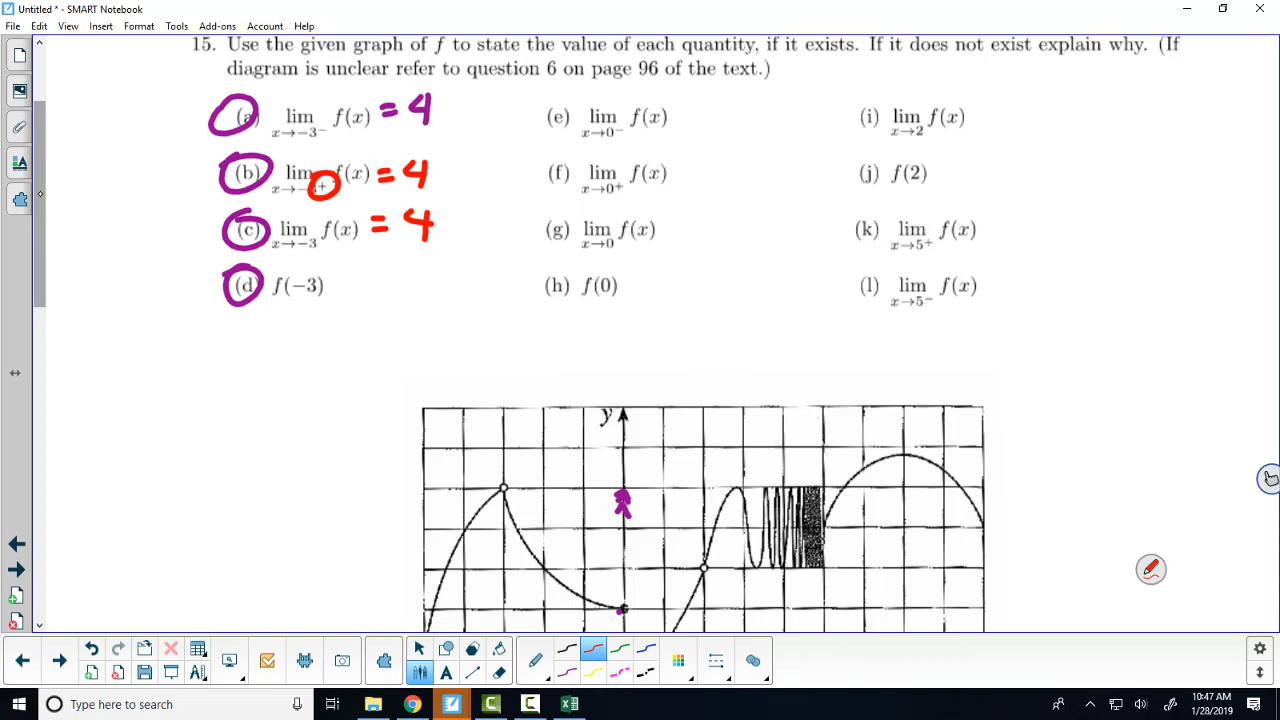 Untitled * - SMART Notebook
File Edit View Insert Format Tools Add-ons Account Help
15. Use the given graph of f to state the value of each quantity, if it exists. If it does not exist explain why. (If
diagram is unclear refer to question 6 on page 96 of the text.)
(a) lim x→−3⁻ f(x) = 4
(b) lim x→−3⁺ f(x) = 4
(c) lim x→−3 f(x) = 4
(d) f(−3)
(e) lim x→0⁻ f(x)
(f) lim x→0⁺ f(x)
(g) lim x→0 f(x)
(h) f(0)
(i) lim x→2 f(x)
(j) f(2)
(k) lim x→5⁺ f(x)
(l) lim x→5⁻ f(x)
y
Type here to search
10:47 AM
1/28/2019